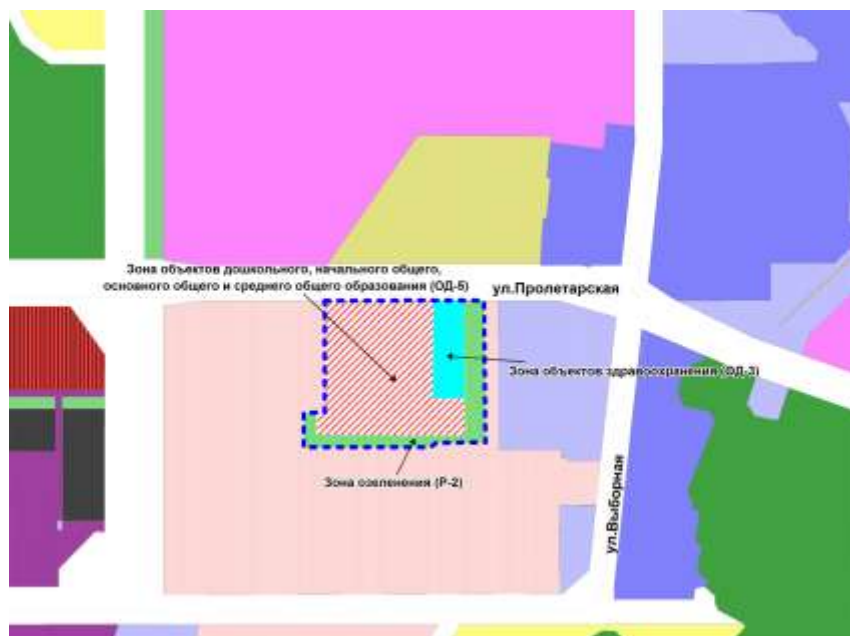 Зона объектов дошкольного, начального общего,
основного общего и среднего общего образования (ОД-5)
ул.Пролетарская
Зона объектов здравоохранения (ОД-3)
Зона озеленения (Р-2)
ул.Выборная